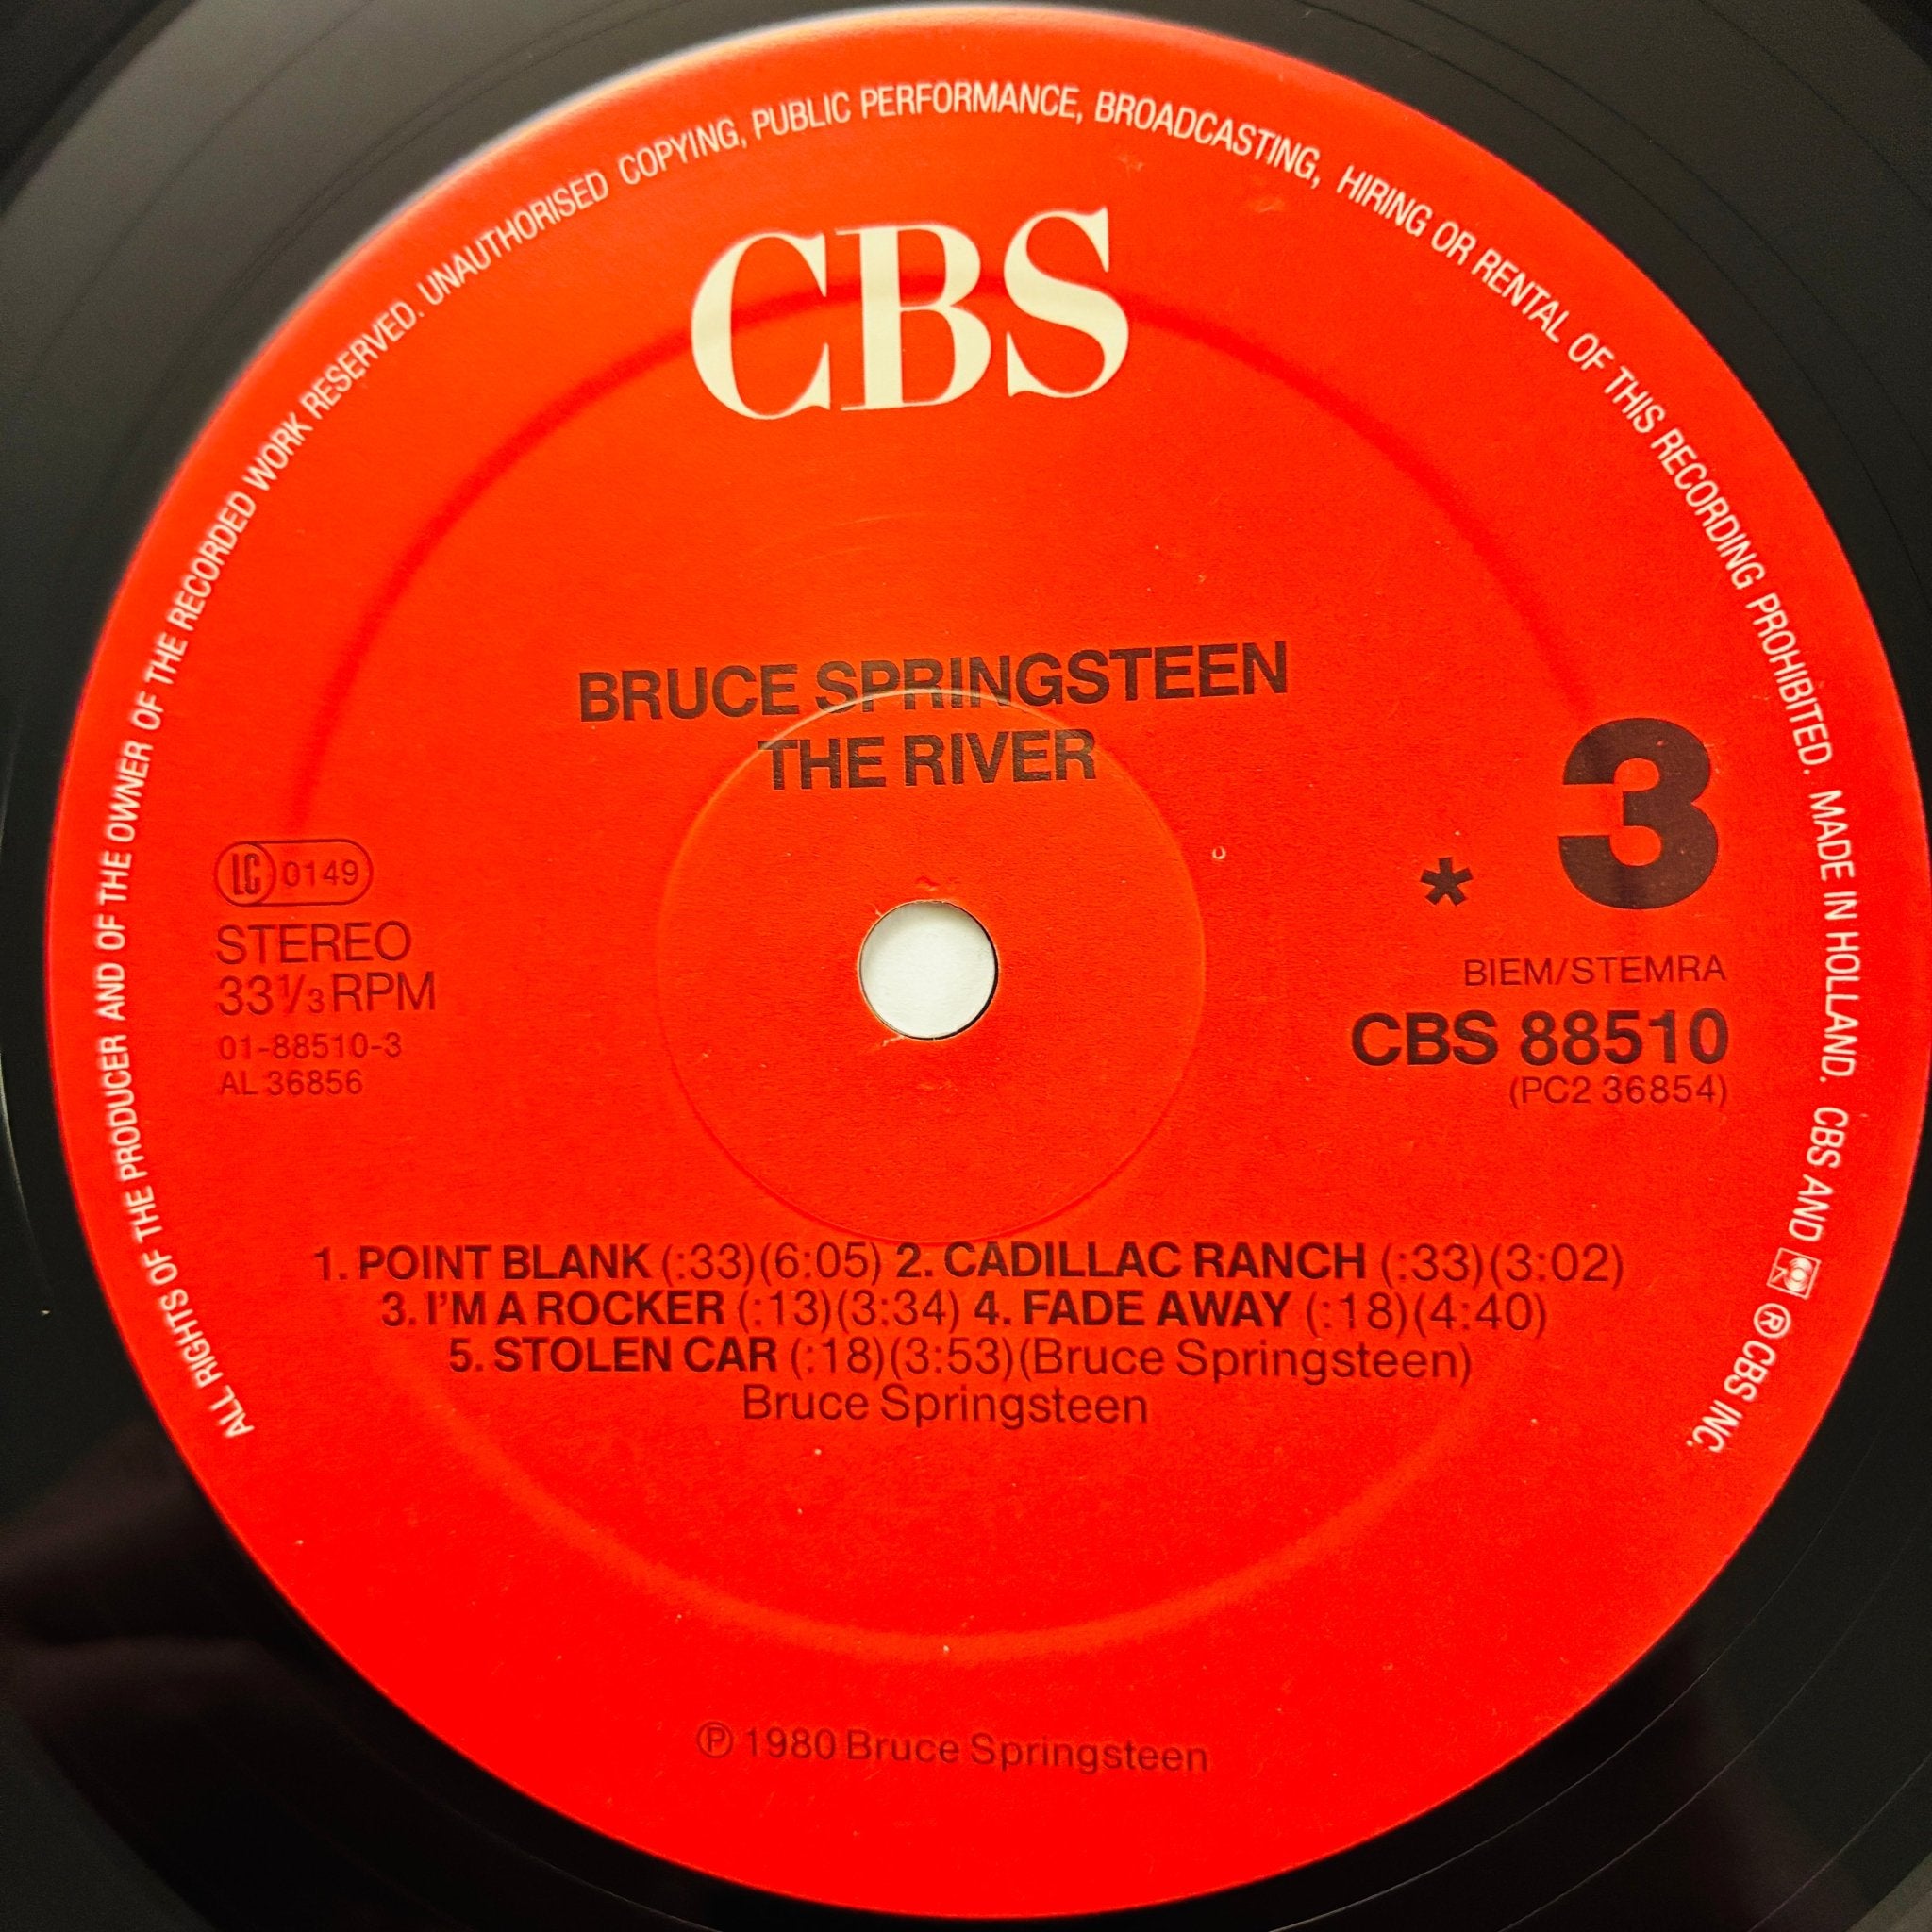 ALL RIGHTS OF THE PRODUCER AND OF THE OWNER OF THE RECORDED WORK RESERVED. UNAUTHORISED COPYING, PUBLIC PERFORMANCE, BROADCASTING, HIRING OR RENTAL OF THIS RECORDING PROHIBITED. MADE IN HOLLAND. CBS AND ® CBS INC.
CBS
BRUCE SPRINGSTEEN
THE RIVER
3
*
LC 0149
STEREO
33 1/3 RPM
01-88510-3
AL 36856
BIEM/STEMRA
CBS 88510
(PC2 36854)
1. POINT BLANK (:33)(6:05) 2. CADILLAC RANCH (:33)(3:02)
3. I'M A ROCKER (:13)(3:34) 4. FADE AWAY (:18)(4:40)
5. STOLEN CAR (:18)(3:53)(Bruce Springsteen)
Bruce Springsteen
℗ 1980 Bruce Springsteen